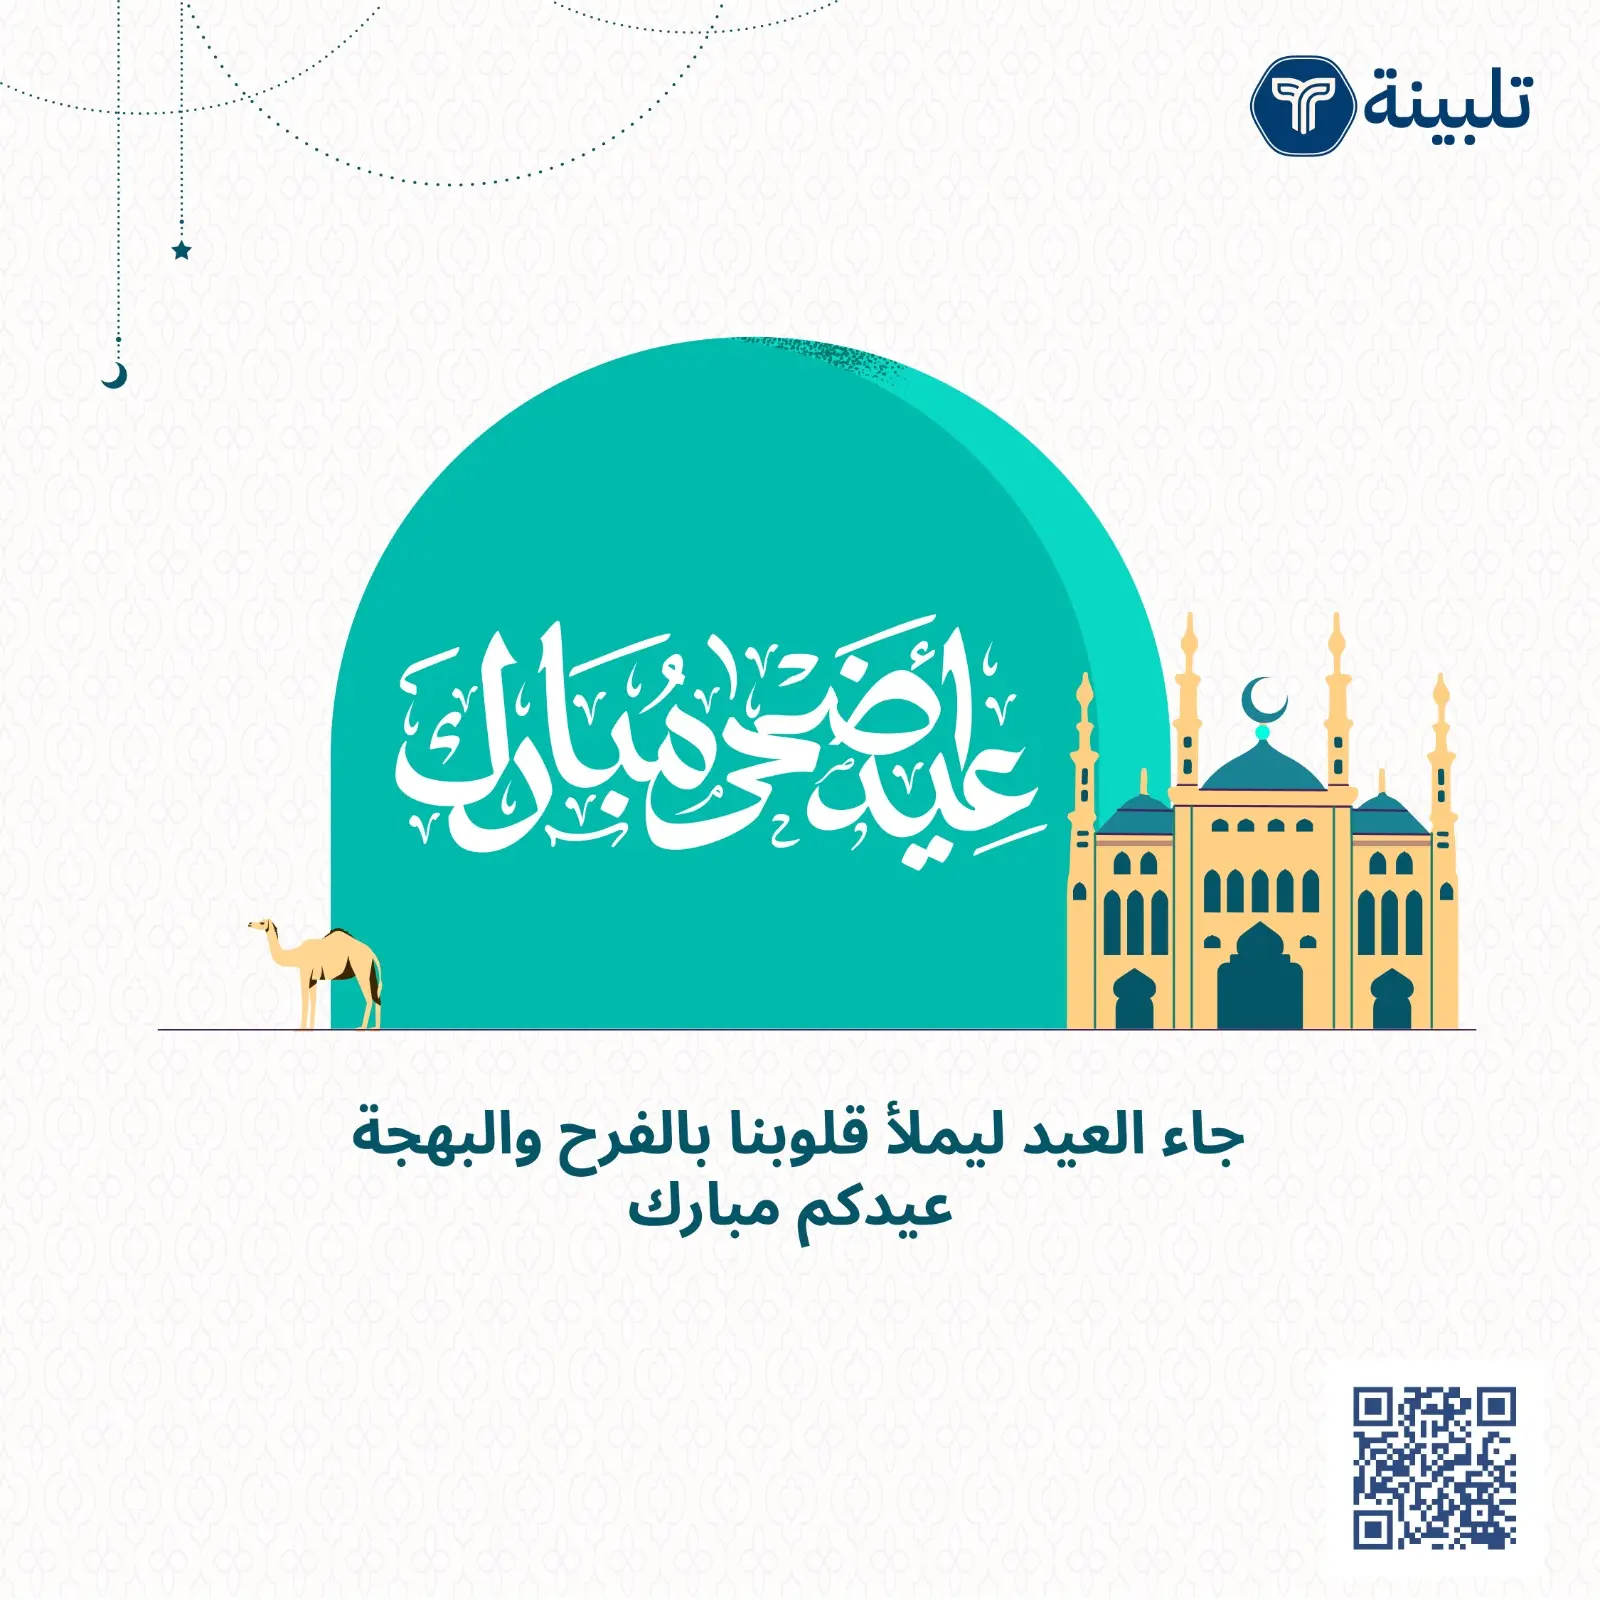 تلبينة
عيد أضحى مبارك
جاء العيد ليملأ قلوبنا بالفرح والبهجة
عيدكم مبارك